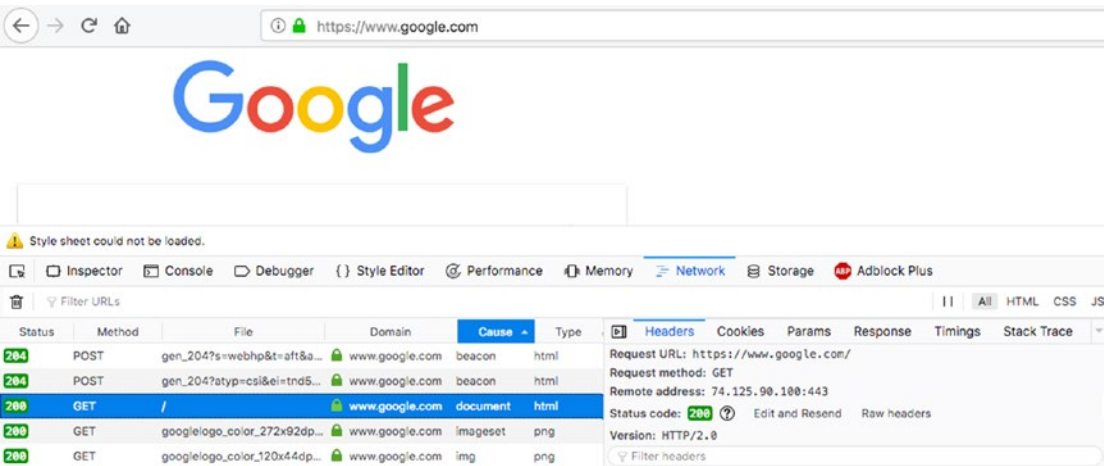 https://www.google.com
Google
Style sheet could not be loaded.
Inspector Console Debugger { } Style Editor Performance Memory Network Storage ABP Adblock Plus
Filter URLs All HTML CSS JS
Status Method File Domain Cause Type Headers Cookies Params Response Timings Stack Trace
204 POST gen_204?s=webhp&t=aft&a... www.google.com beacon html
Request URL: https://www.google.com/
Request method: GET
204 POST gen_204?atyp=csi&ei=tnd5... www.google.com beacon html
Remote address: 74.125.90.100:443
200 GET / www.google.com document html
Status code: 200 ? Edit and Resend Raw headers
200 GET googlelogo_color_272x92dp... www.google.com imageset png
Version: HTTP/2.0
200 GET googlelogo_color_120x44dp... www.google.com img png
Filter headers